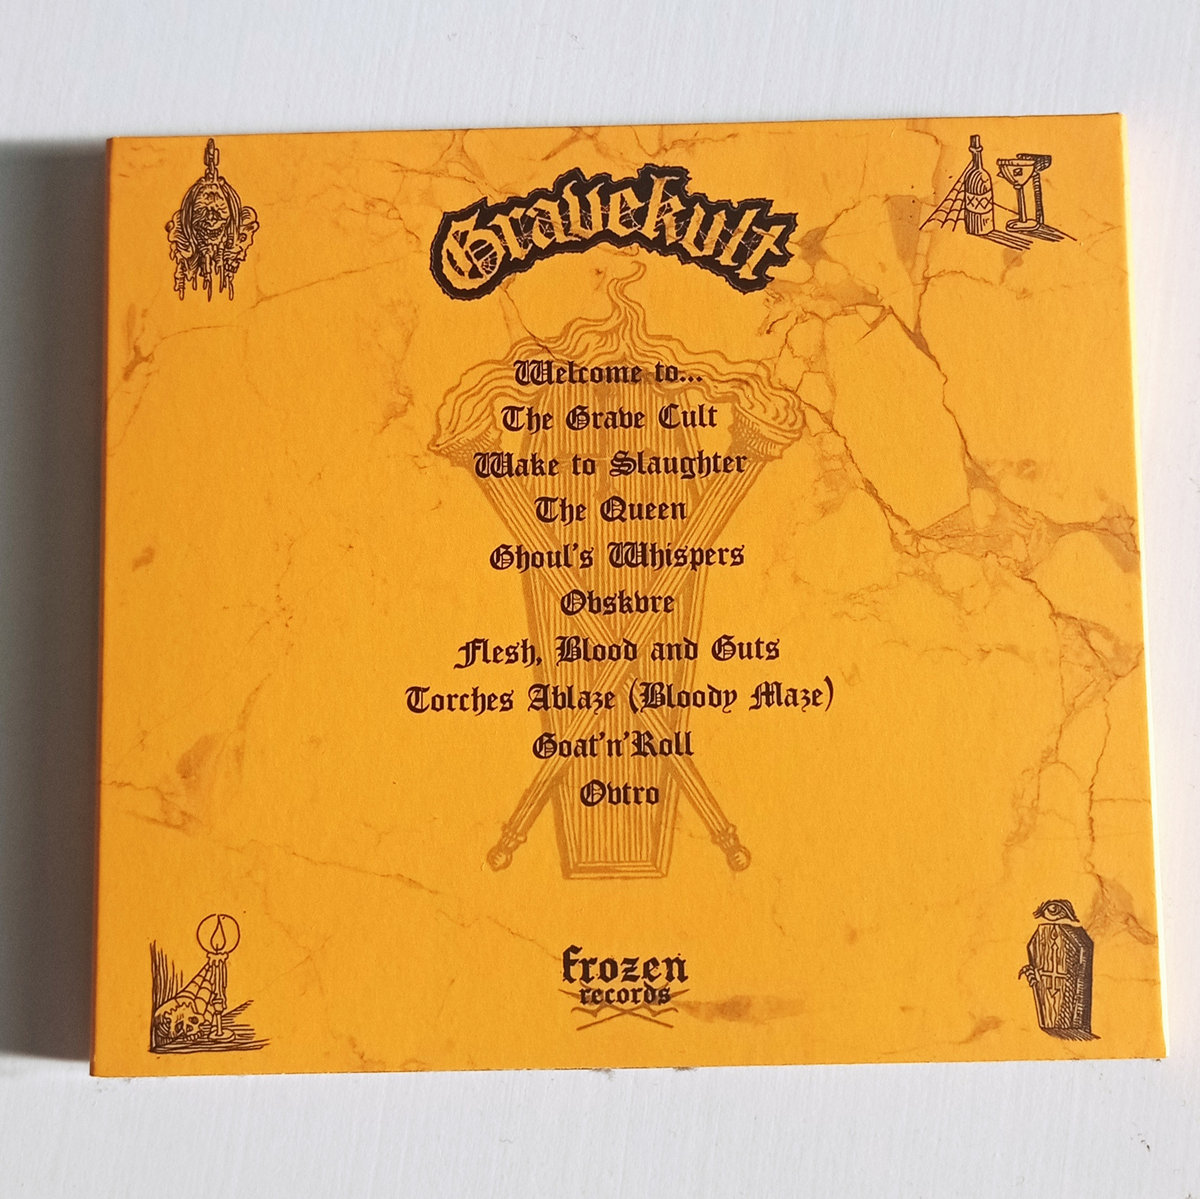 Gravekult
XXX
Welcome to...
The Grave Cult
Wake to Slaughter
The Queen
Ghoul's Whispers
Obskvre
Flesh, Blood and Guts
Torches Ablaze (Bloody Maze)
Goat'n'Roll
Ovtro
frozen
records